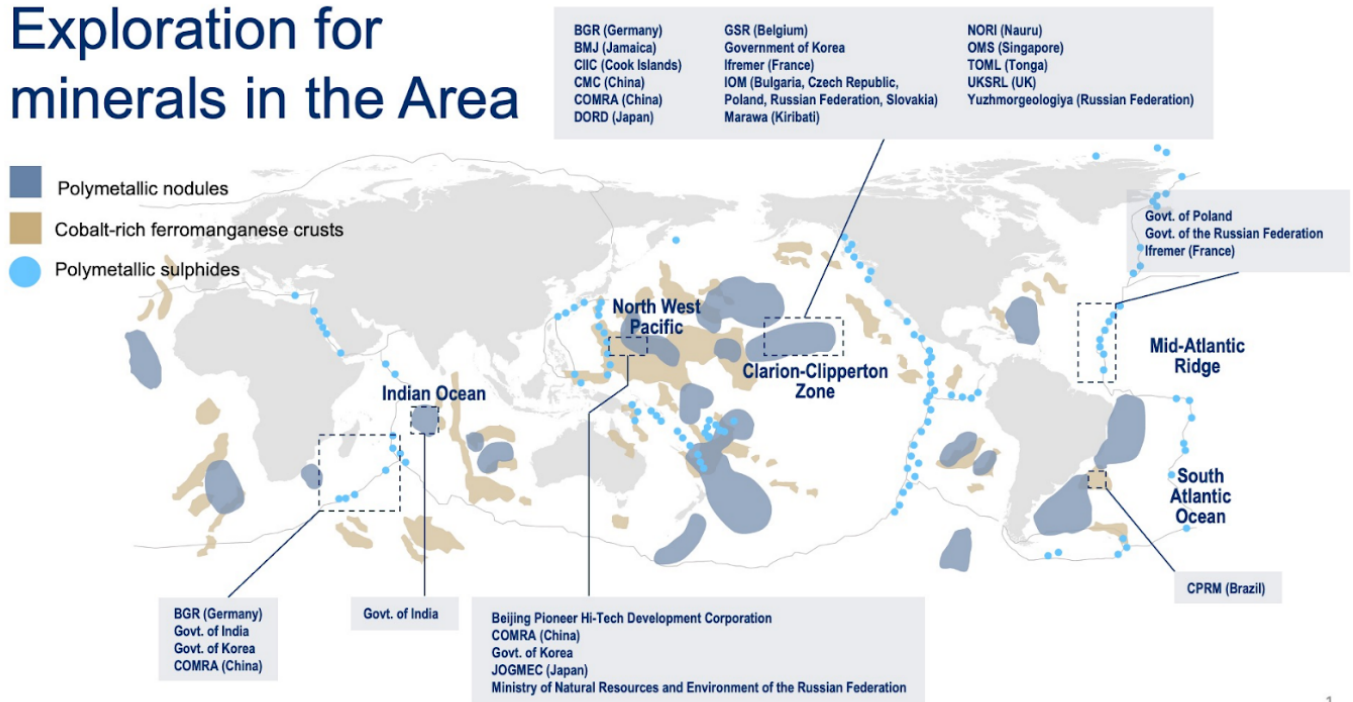 Exploration for
minerals in the Area
Polymetallic nodules
Cobalt-rich ferromanganese crusts
Polymetallic sulphides
BGR (Germany)
BMJ (Jamaica)
CIIC (Cook Islands)
CMC (China)
COMRA (China)
DORD (Japan)
GSR (Belgium)
Government of Korea
Ifremer (France)
IOM (Bulgaria, Czech Republic,
Poland, Russian Federation, Slovakia)
Marawa (Kiribati)
NORI (Nauru)
OMS (Singapore)
TOML (Tonga)
UKSRL (UK)
Yuzhmorgeologiya (Russian Federation)
Govt. of Poland
Govt. of the Russian Federation
Ifremer (France)
North West
Pacific
Clarion-Clipperton
Zone
Mid-Atlantic
Ridge
Indian Ocean
South
Atlantic
Ocean
BGR (Germany)
Govt. of India
Govt. of Korea
COMRA (China)
Govt. of India
Beijing Pioneer Hi-Tech Development Corporation
COMRA (China)
Govt. of Korea
JOGMEC (Japan)
Ministry of Natural Resources and Environment of the Russian Federation
CPRM (Brazil)